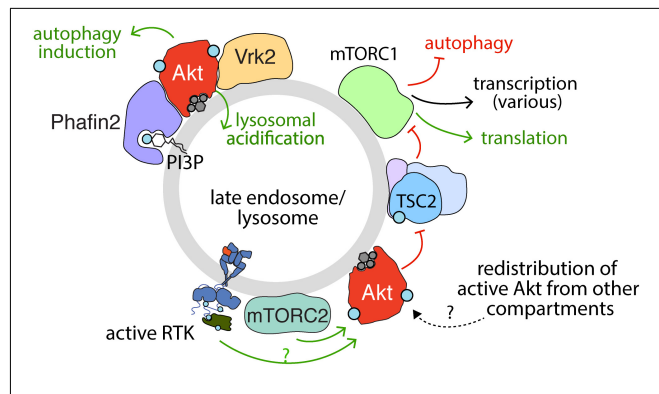 autophagy
induction
Akt
Vrk2
Phafin2
PI3P
lysosomal
acidification
mTORC1
autophagy
transcription
(various)
translation
late endosome/
lysosome
TSC2
Akt
redistribution of
active Akt from other
compartments
?
active RTK
mTORC2
?